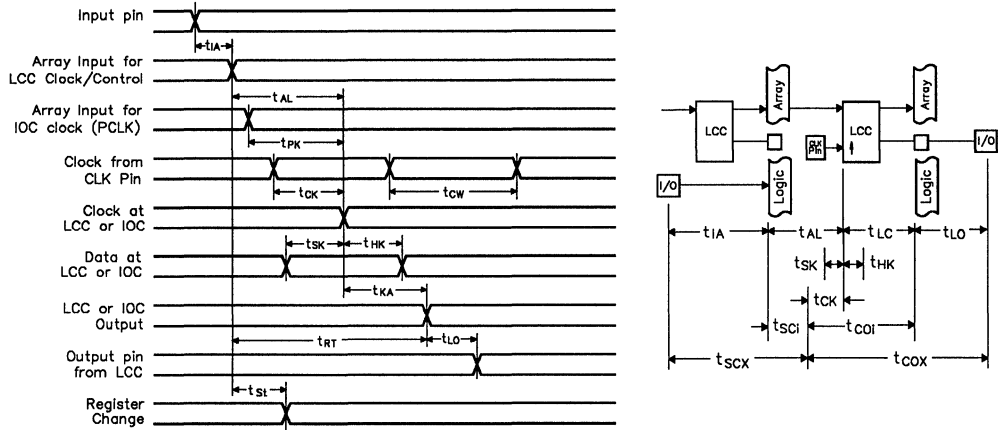 Input pin
tIA
Array Input for
LCC Clock/Control
tAL
Array Input for
IOC clock (PCLK)
tPK
Clock from
CLK Pin
tCK
tCW
Clock at
LCC or IOC
tSK
tHK
Data at
LCC or IOC
tKA
LCC or IOC
Output
tRT
tLO
Output pin
from LCC
tSt
Register
Change
Array
Array
LCC
CLK
Pin
LCC
I/O
I/O
Logic
Logic
tIA
tAL
tLC
tLO
tSK
tHK
tCK
tSCi
tCOi
tSCX
tCOX